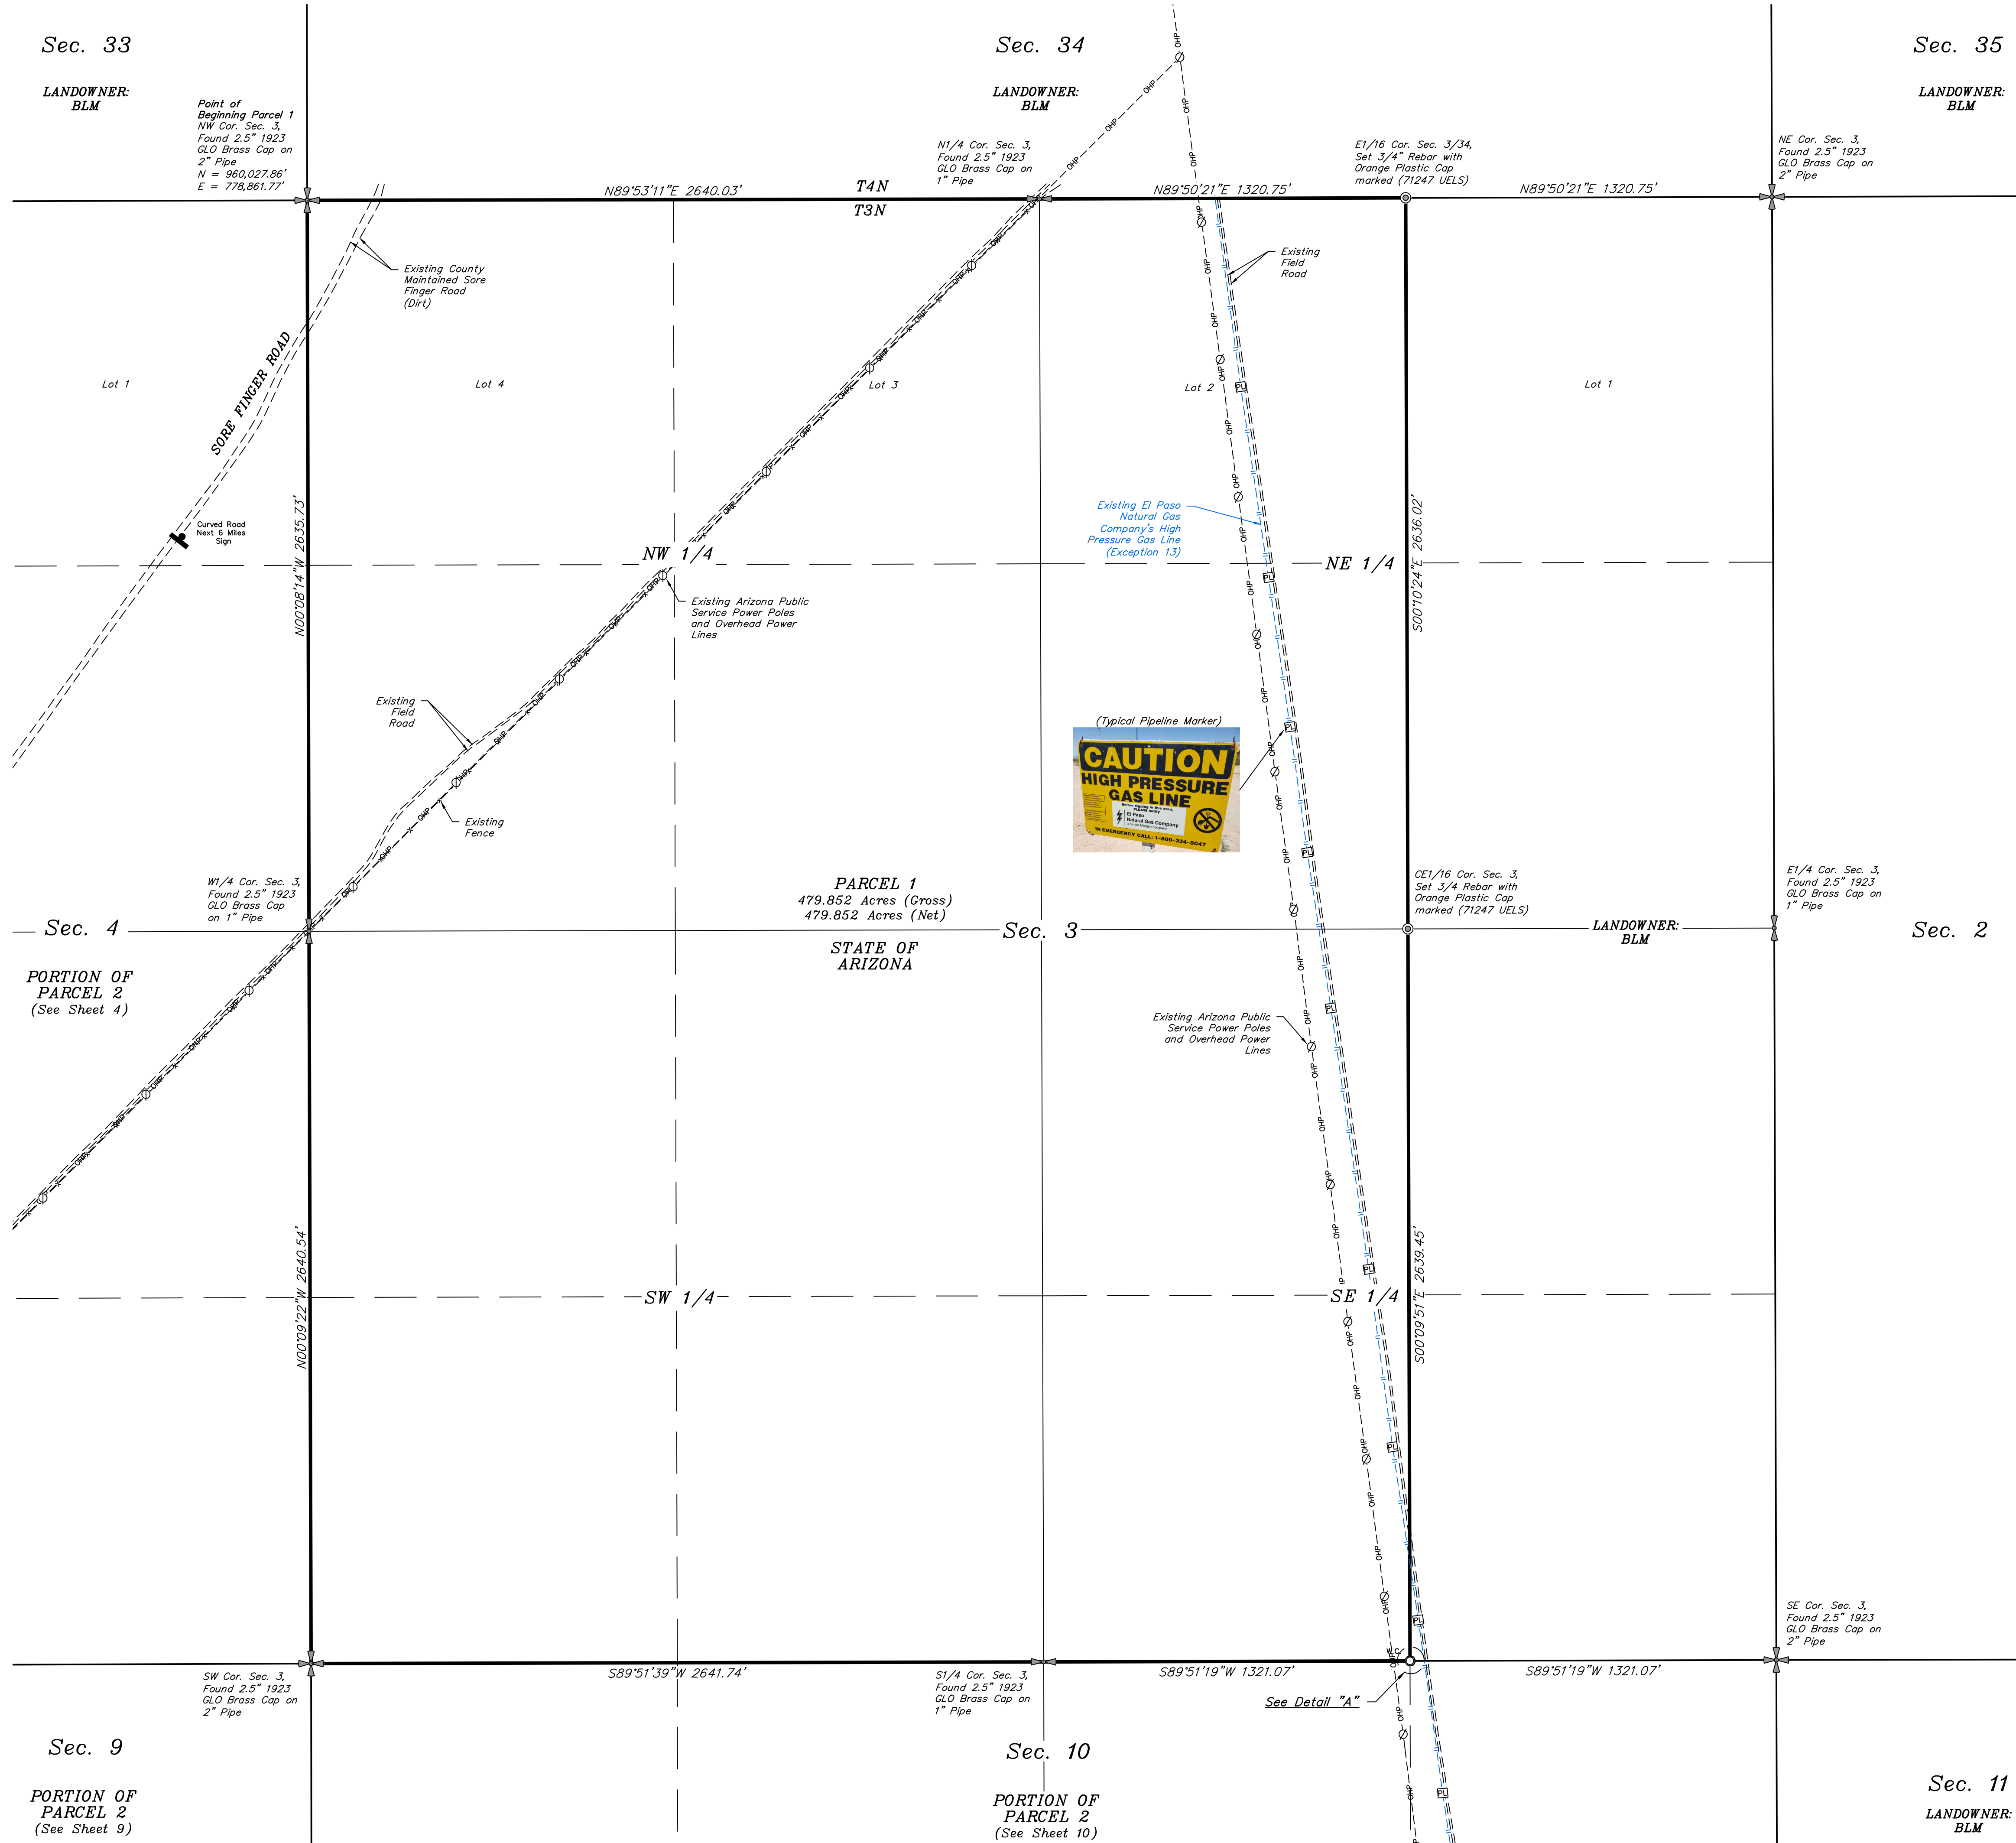 Sec. 33
LANDOWNER:
BLM
Sec. 34
LANDOWNER:
BLM
Sec. 35
LANDOWNER:
BLM
Point of
Beginning Parcel 1
NW Cor. Sec. 3,
Found 2.5" 1923
GLO Brass Cap on
2" Pipe
N = 960,027.86'
E = 778,861.77'
N1/4 Cor. Sec. 3,
Found 2.5" 1923
GLO Brass Cap on
1" Pipe
E1/16 Cor. Sec. 3/34,
Set 3/4" Rebar with
Orange Plastic Cap
marked (71247 UELS)
NE Cor. Sec. 3,
Found 2.5" 1923
GLO Brass Cap on
2" Pipe
N89°53'11"E 2640.03'
T4N
T3N
N89°50'21"E 1320.75'
N89°50'21"E 1320.75'
Existing County
Maintained Sore
Finger Road
(Dirt)
Existing
Field
Road
SORE FINGER ROAD
Lot 1
Lot 4
Lot 3
Lot 2
Lot 1
Curved Road
Next 6 Miles
Sign
N00°08'14"W 2635.73'
Existing El Paso
Natural Gas
Company's High
Pressure Gas Line
(Exception 13)
S00°10'24"E 2636.02'
NW 1/4
NE 1/4
Existing Arizona Public
Service Power Poles
and Overhead Power
Lines
Existing
Field
Road
(Typical Pipeline Marker)
CAUTION
HIGH PRESSURE
GAS LINE
Before digging in this area,
PLEASE notify
El Paso
Natural Gas Company
IN EMERGENCY CALL: 1-800-334-8047
Existing
Fence
W1/4 Cor. Sec. 3,
Found 2.5" 1923
GLO Brass Cap
on 1" Pipe
PARCEL 1
479.852 Acres (Gross)
479.852 Acres (Net)
CE1/16 Cor. Sec. 3,
Set 3/4 Rebar with
Orange Plastic Cap
marked (71247 UELS)
E1/4 Cor. Sec. 3,
Found 2.5" 1923
GLO Brass Cap on
1" Pipe
Sec. 4
Sec. 3
LANDOWNER:
BLM
Sec. 2
STATE OF
ARIZONA
PORTION OF
PARCEL 2
(See Sheet 4)
Existing Arizona Public
Service Power Poles
and Overhead Power
Lines
N00°09'22"W 2640.54'
S00°09'51"E 2639.45'
SW 1/4
SE 1/4
SE Cor. Sec. 3,
Found 2.5" 1923
GLO Brass Cap on
2" Pipe
W.C.
SW Cor. Sec. 3,
Found 2.5" 1923
GLO Brass Cap on
2" Pipe
S89°51'39"W 2641.74'
S1/4 Cor. Sec. 3,
Found 2.5" 1923
GLO Brass Cap on
1" Pipe
S89°51'19"W 1321.07'
S89°51'19"W 1321.07'
See Detail "A"
Sec. 9
PORTION OF
PARCEL 2
(See Sheet 9)
Sec. 10
PORTION OF
PARCEL 2
(See Sheet 10)
Sec. 11
LANDOWNER:
BLM